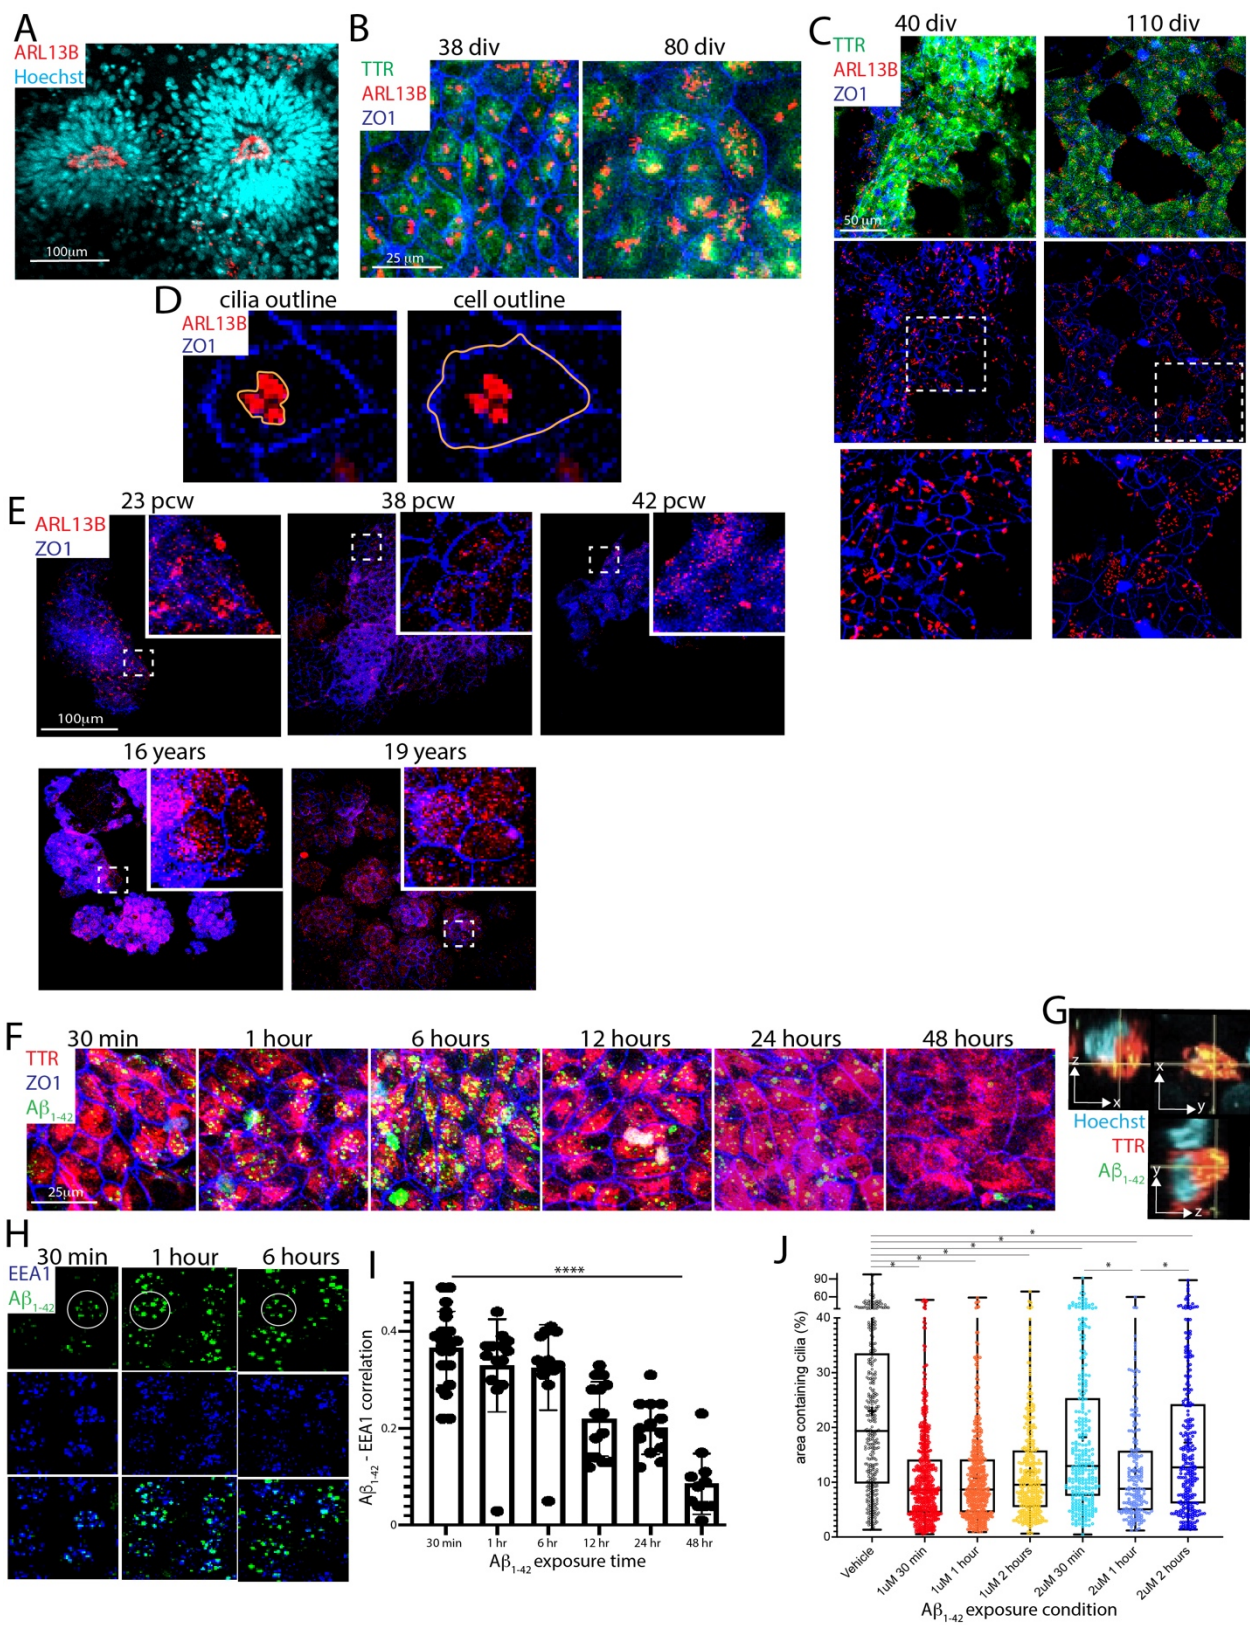 A
ARL13B
Hoechst
100µm
B
38 div
80 div
TTR
ARL13B
ZO1
25 µm
C
40 div
110 div
TTR
ARL13B
ZO1
50 µm
D
cilia outline
cell outline
ARL13B
ZO1
E
23 pcw
38 pcw
42 pcw
ARL13B
ZO1
100µm
16 years
19 years
F
30 min
1 hour
6 hours
12 hours
24 hours
48 hours
TTR
ZO1
Aβ1-42
25µm
G
z
x
x
y
Hoechst
TTR
Aβ1-42
y
z
H
30 min
1 hour
6 hours
EEA1
Aβ1-42
I
****
Aβ1-42 - EEA1 correlation
0.4
0.2
0
30 min
1 hr
6 hr
12 hr
24 hr
48 hr
Aβ1-42 exposure time
J
*
*
*
*
*
*
*
*
area containing cilia (%)
90
60
40
30
20
10
0
Vehicle
1uM 30 min
1uM 1 hour
1uM 2 hours
2uM 30 min
2uM 1 hour
2uM 2 hours
Aβ1-42 exposure condition